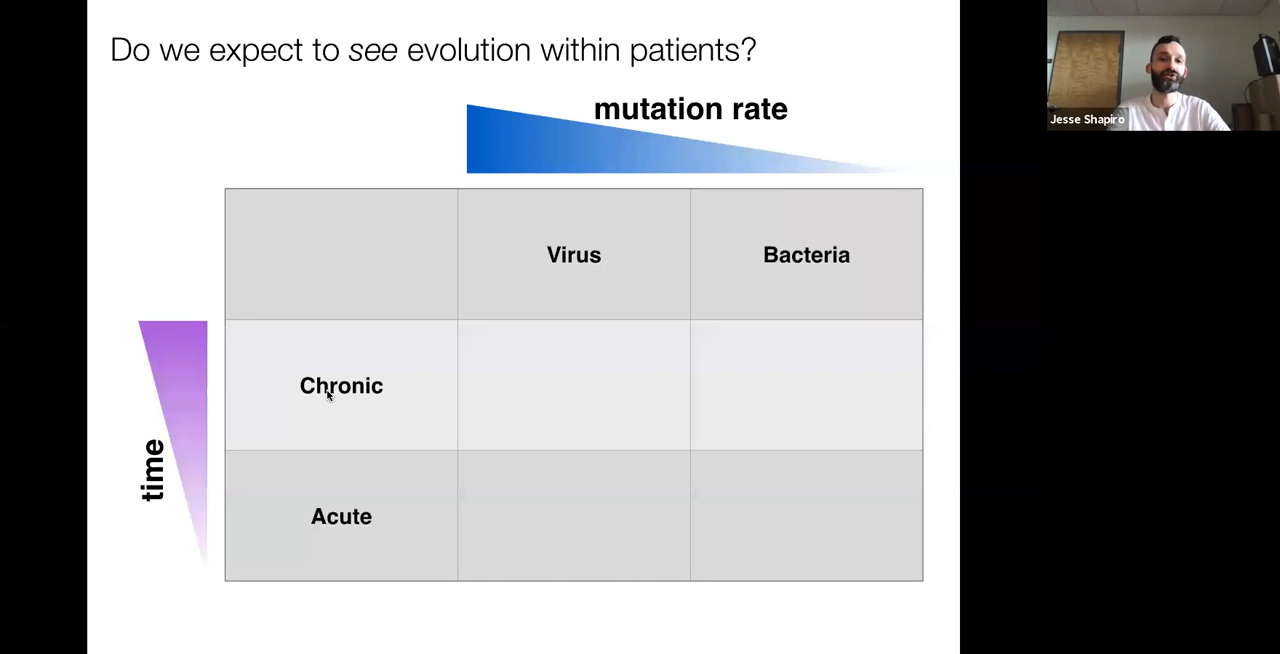 Do we expect to see evolution within patients?
mutation rate
Virus
Bacteria
time
Chronic
Acute
Jesse Shapiro